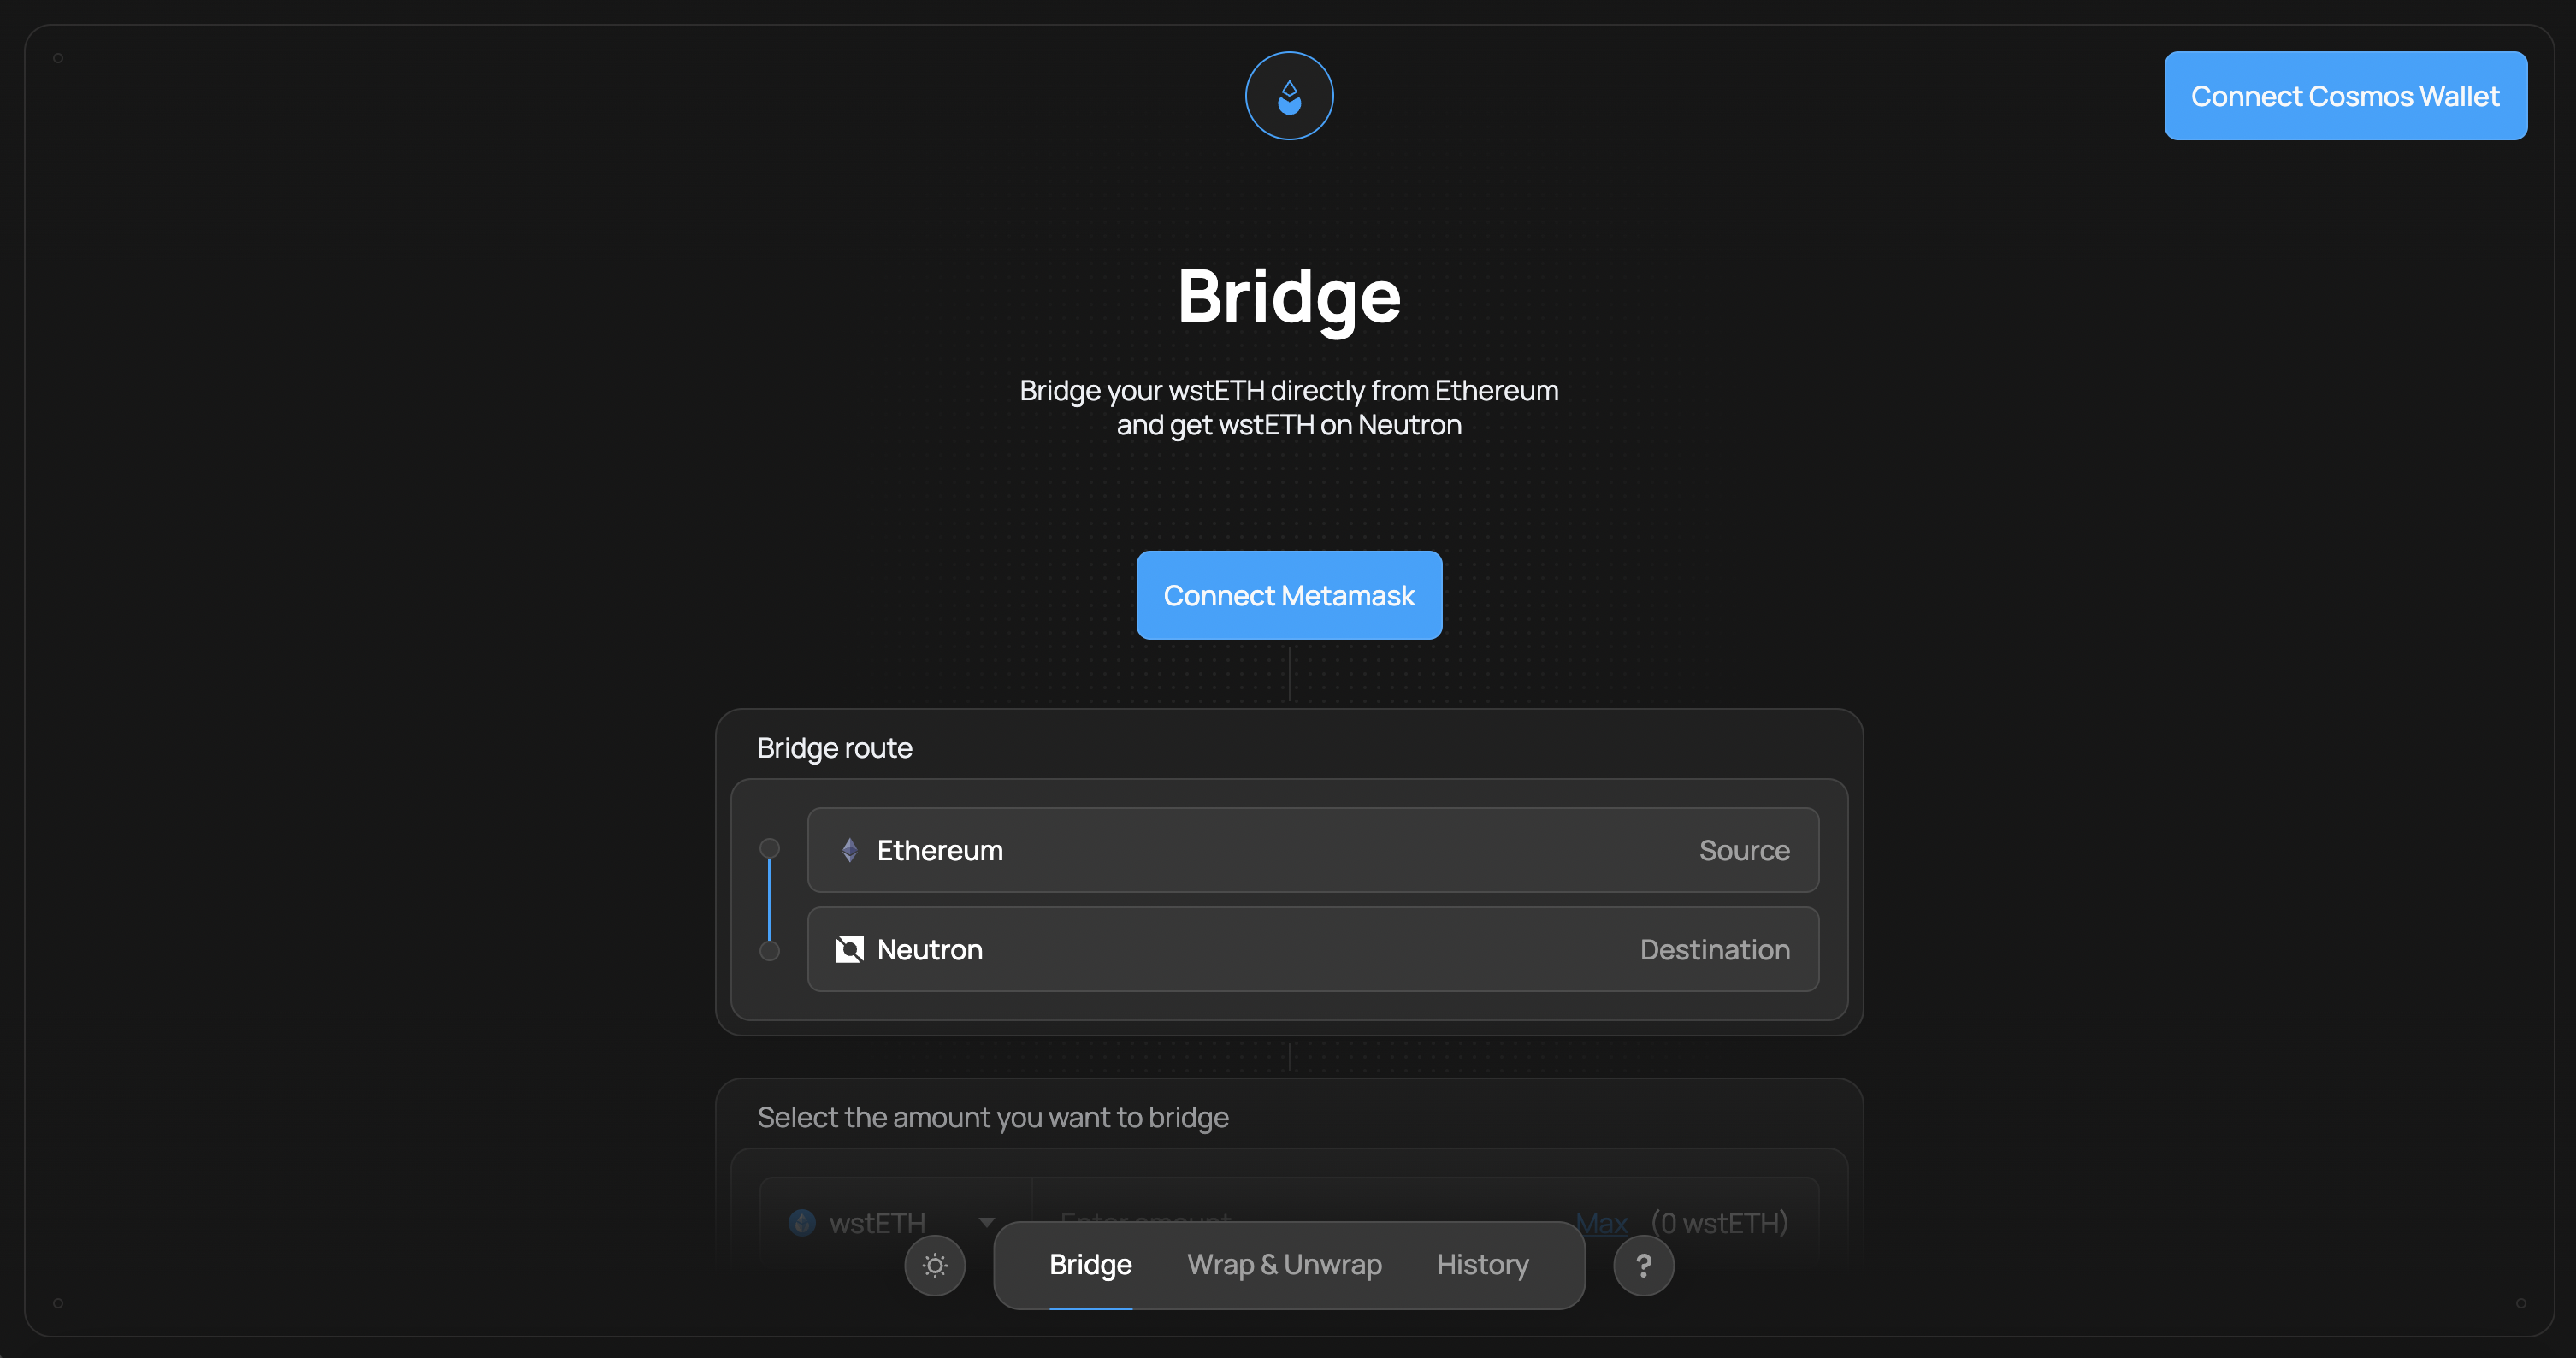 Connect Cosmos Wallet
Bridge
Bridge your wstETH directly from Ethereum
and get wstETH on Neutron
Connect Metamask
Bridge route
Ethereum
Source
Neutron
Destination
Select the amount you want to bridge
wstETH
Enter amount
Max
(0 wstETH)
Bridge
Wrap & Unwrap
History
?